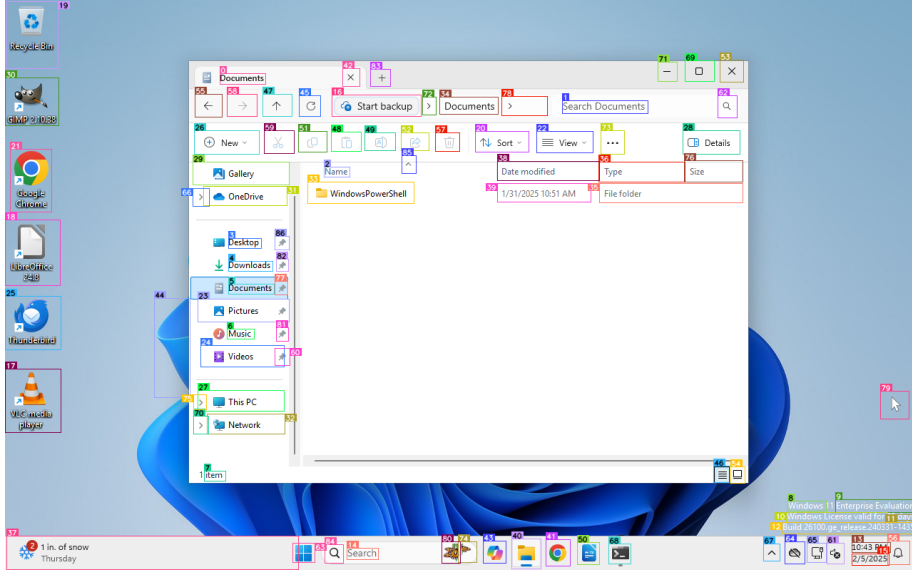 Recycle Bin
GIMP 2.10.38
Google
Chrome
LibreOffice
24.8
Thunderbird
VLC media
player
Documents
Start backup
Documents
Search Documents
New
Sort
View
Details
Gallery
OneDrive
Desktop
Downloads
Documents
Pictures
Music
Videos
This PC
Network
Name
Date modified
Type
Size
WindowsPowerShell
1/31/2025 10:51 AM
File folder
1 item
Windows 11 Enterprise Evaluation
Windows License valid for
Build 26100.ge_release.240331-1435
2
1 in. of snow
Thursday
Search
10:43 PM
2/5/2025